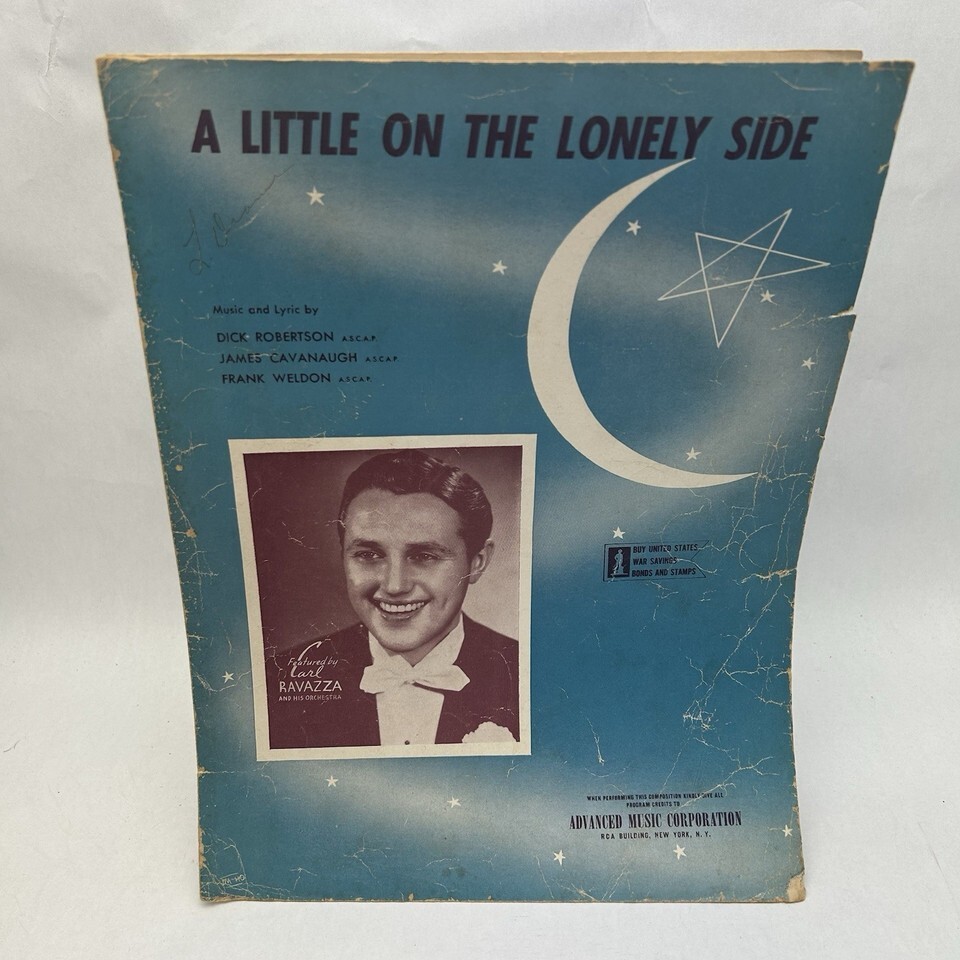 A LITTLE ON THE LONELY SIDE
Music and Lyric by
DICK ROBERTSON A.S.C.A.P.
JAMES CAVANAUGH A.S.C.A.P.
FRANK WELDON A.S.C.A.P.
BUY UNITED STATES
WAR SAVINGS
BONDS AND STAMPS
Featured by
Carl
RAVAZZA
AND HIS ORCHESTRA
WHEN PERFORMING THIS COMPOSITION KINDLY GIVE ALL
PROGRAM CREDITS TO
ADVANCED MUSIC CORPORATION
RCA BUILDING, NEW YORK, N. Y.